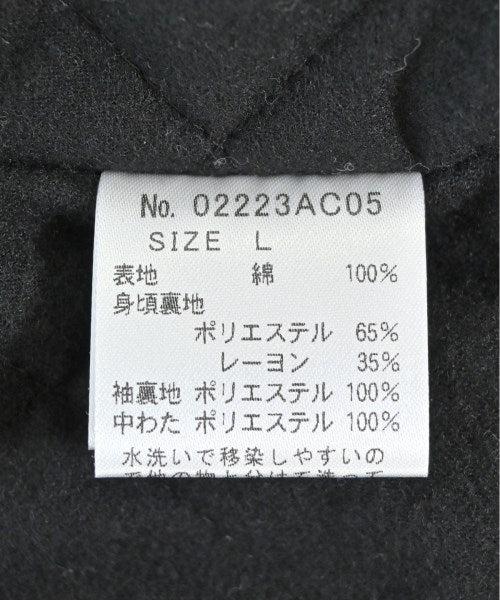 No. 02223AC05
SIZE L
表地 綿 100%
身頃裏地
ポリエステル 65%
レーヨン 35%
袖裏地 ポリエステル 100%
中わた ポリエステル 100%
水洗いで移染しやすいの